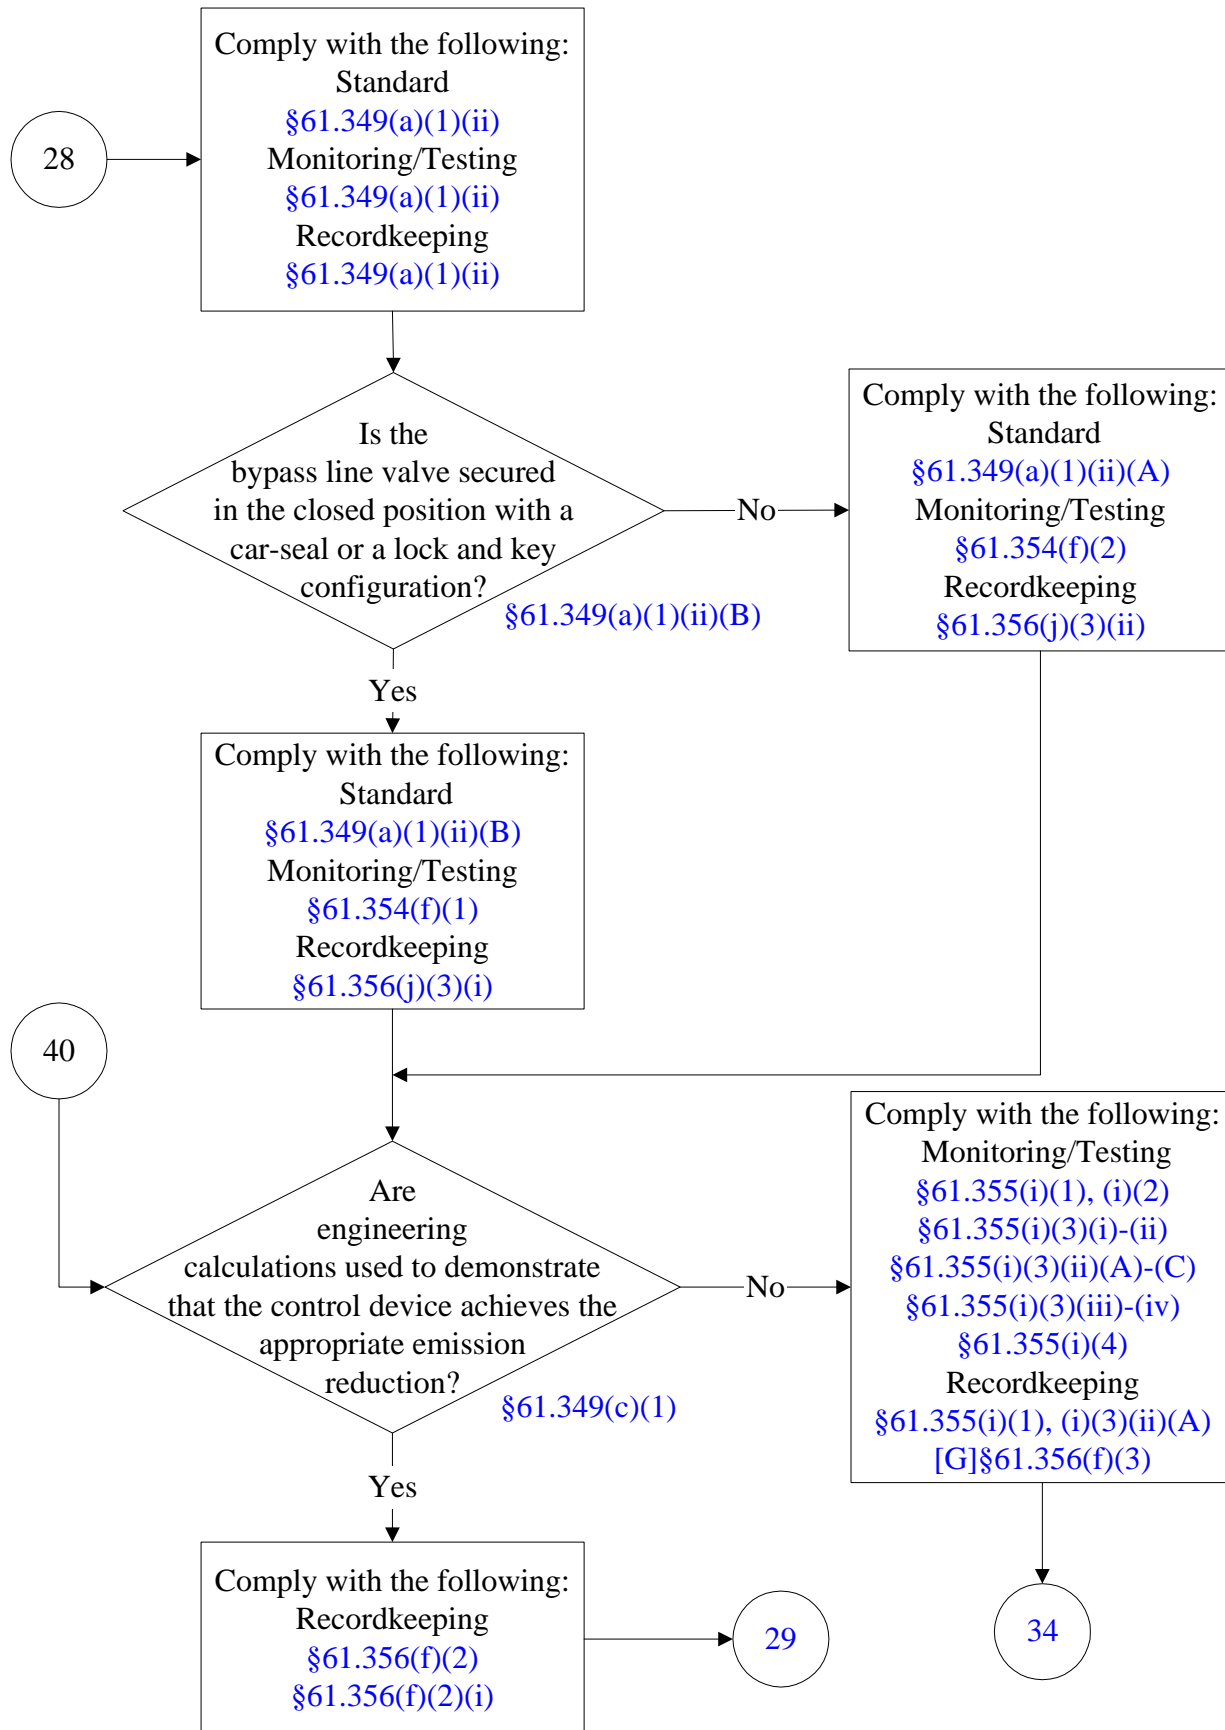 28
Comply with the following:
Standard
§61.349(a)(1)(ii)
Monitoring/Testing
§61.349(a)(1)(ii)
Recordkeeping
§61.349(a)(1)(ii)
Is the
bypass line valve secured
in the closed position with a
car-seal or a lock and key
configuration?
§61.349(a)(1)(ii)(B)
No
Comply with the following:
Standard
§61.349(a)(1)(ii)(A)
Monitoring/Testing
§61.354(f)(2)
Recordkeeping
§61.356(j)(3)(ii)
Yes
Comply with the following:
Standard
§61.349(a)(1)(ii)(B)
Monitoring/Testing
§61.354(f)(1)
Recordkeeping
§61.356(j)(3)(i)
40
Are
engineering
calculations used to demonstrate
that the control device achieves the
appropriate emission
reduction?
§61.349(c)(1)
No
Comply with the following:
Monitoring/Testing
§61.355(i)(1), (i)(2)
§61.355(i)(3)(i)-(ii)
§61.355(i)(3)(ii)(A)-(C)
§61.355(i)(3)(iii)-(iv)
§61.355(i)(4)
Recordkeeping
§61.355(i)(1), (i)(3)(ii)(A)
[G]§61.356(f)(3)
Yes
Comply with the following:
Recordkeeping
§61.356(f)(2)
§61.356(f)(2)(i)
29
34